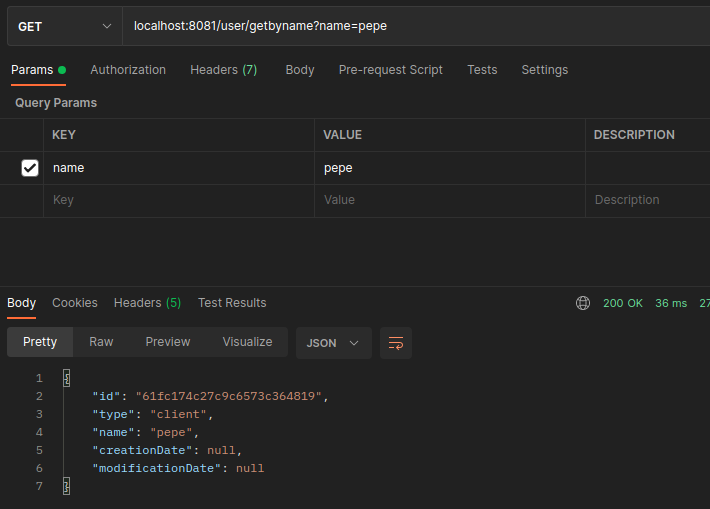 GET localhost:8081/user/getbyname?name=pepe
Params Authorization Headers (7) Body Pre-request Script Tests Settings
Query Params
KEY VALUE DESCRIPTION
name pepe
Key Value Description
Body Cookies Headers (5) Test Results 200 OK 36 ms 27
Pretty Raw Preview Visualize JSON
1 {
2 "id": "61fc174c27c9c6573c364819",
3 "type": "client",
4 "name": "pepe",
5 "creationDate": null,
6 "modificationDate": null
7 }